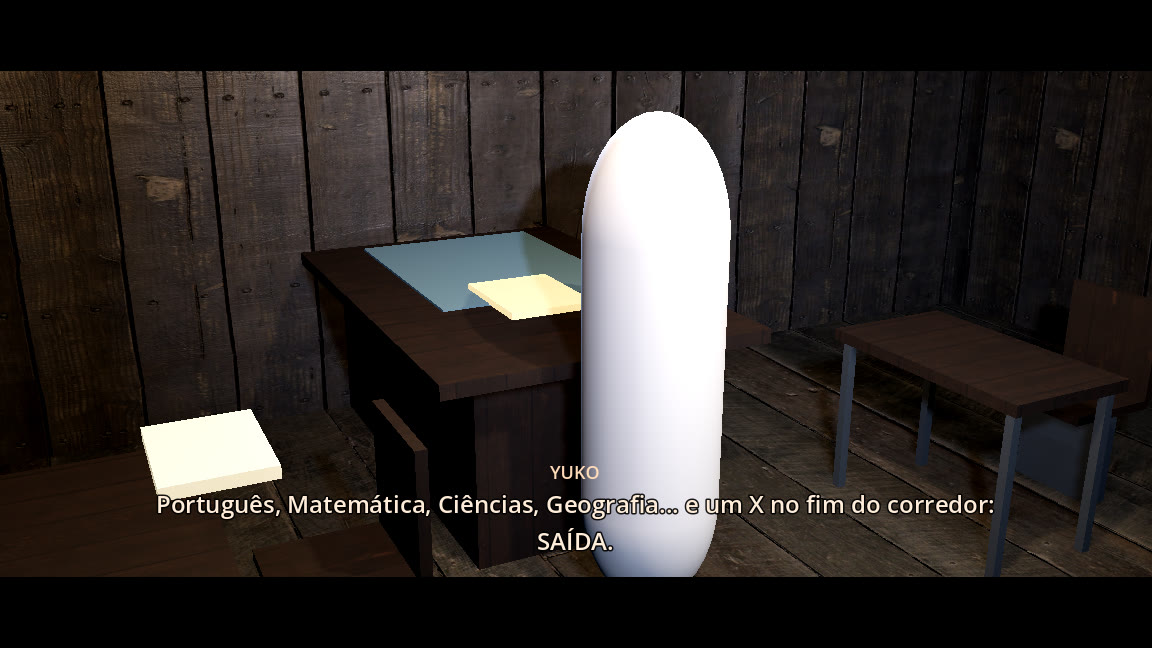 YUKO
Português, Matemática, Ciências, Geografia... e um X no fim do corredor:
SAÍDA.